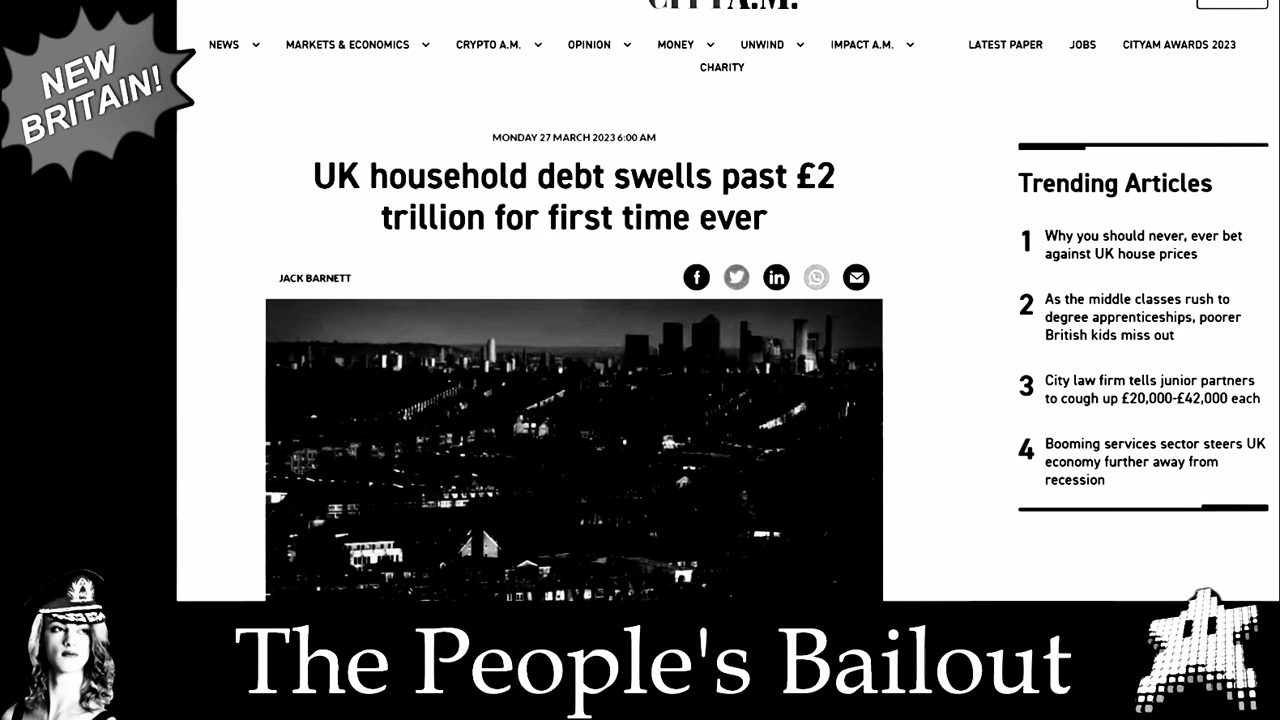 NEW
BRITAIN!
CITY A.M.
NEWS MARKETS & ECONOMICS CRYPTO A.M. OPINION MONEY UNWIND IMPACT A.M. LATEST PAPER JOBS CITYAM AWARDS 2023
CHARITY
MONDAY 27 MARCH 2023 6:00 AM
UK household debt swells past £2
trillion for first time ever
JACK BARNETT
Trending Articles
1 Why you should never, ever bet
against UK house prices
2 As the middle classes rush to
degree apprenticeships, poorer
British kids miss out
3 City law firm tells junior partners
to cough up £20,000-£42,000 each
4 Booming services sector steers UK
economy further away from
recession
The People's Bailout